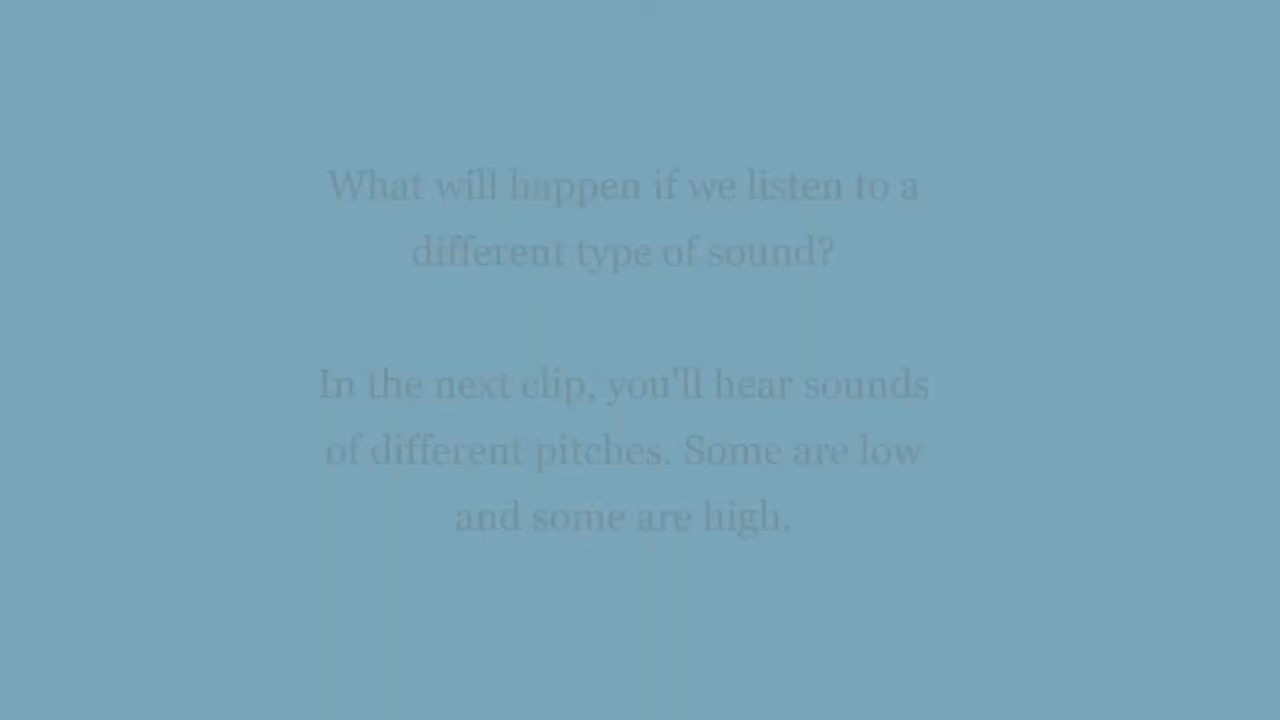 What will happen if we listen to a
different type of sound?
In the next clip, you'll hear sounds
of different pitches. Some are low
and some are high.